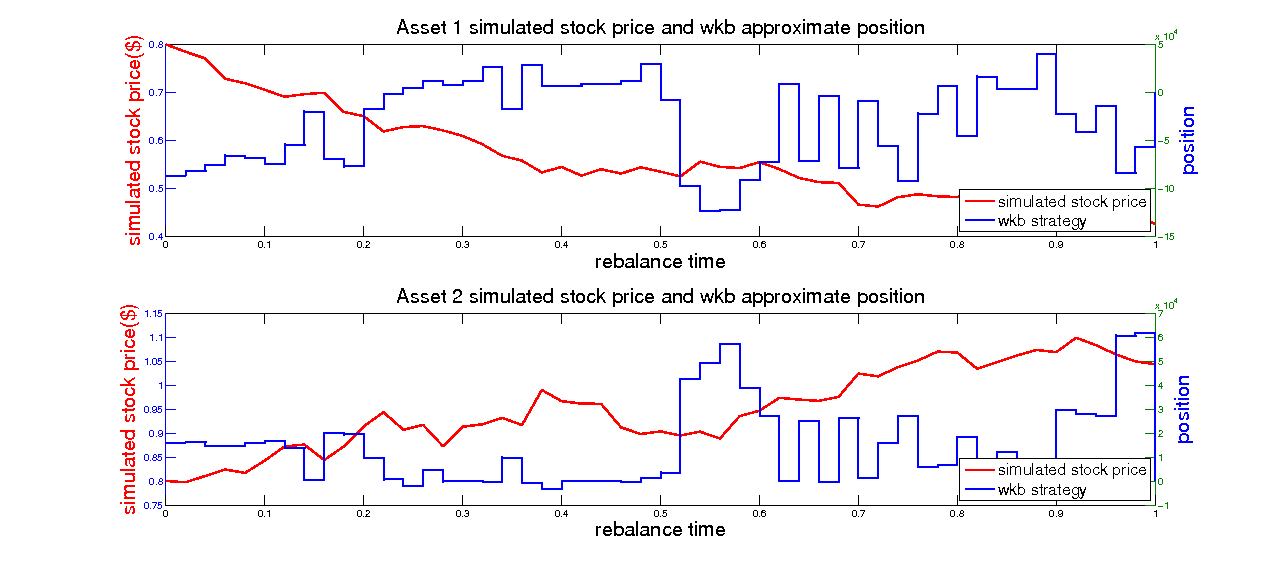 Asset 1 simulated stock price and wkb approximate position
x 10^4
simulated stock price($)
0.8
0.7
0.6
0.5
0.4
5
0
-5
-10
-15
position
simulated stock price
wkb strategy
0 0.1 0.2 0.3 0.4 0.5 0.6 0.7 0.8 0.9 1
rebalance time
Asset 2 simulated stock price and wkb approximate position
x 10^4
simulated stock price($)
1.15
1.1
1.05
1
0.95
0.9
0.85
0.8
0.75
7
6
5
4
3
2
1
0
-1
position
simulated stock price
wkb strategy
0 0.1 0.2 0.3 0.4 0.5 0.6 0.7 0.8 0.9 1
rebalance time